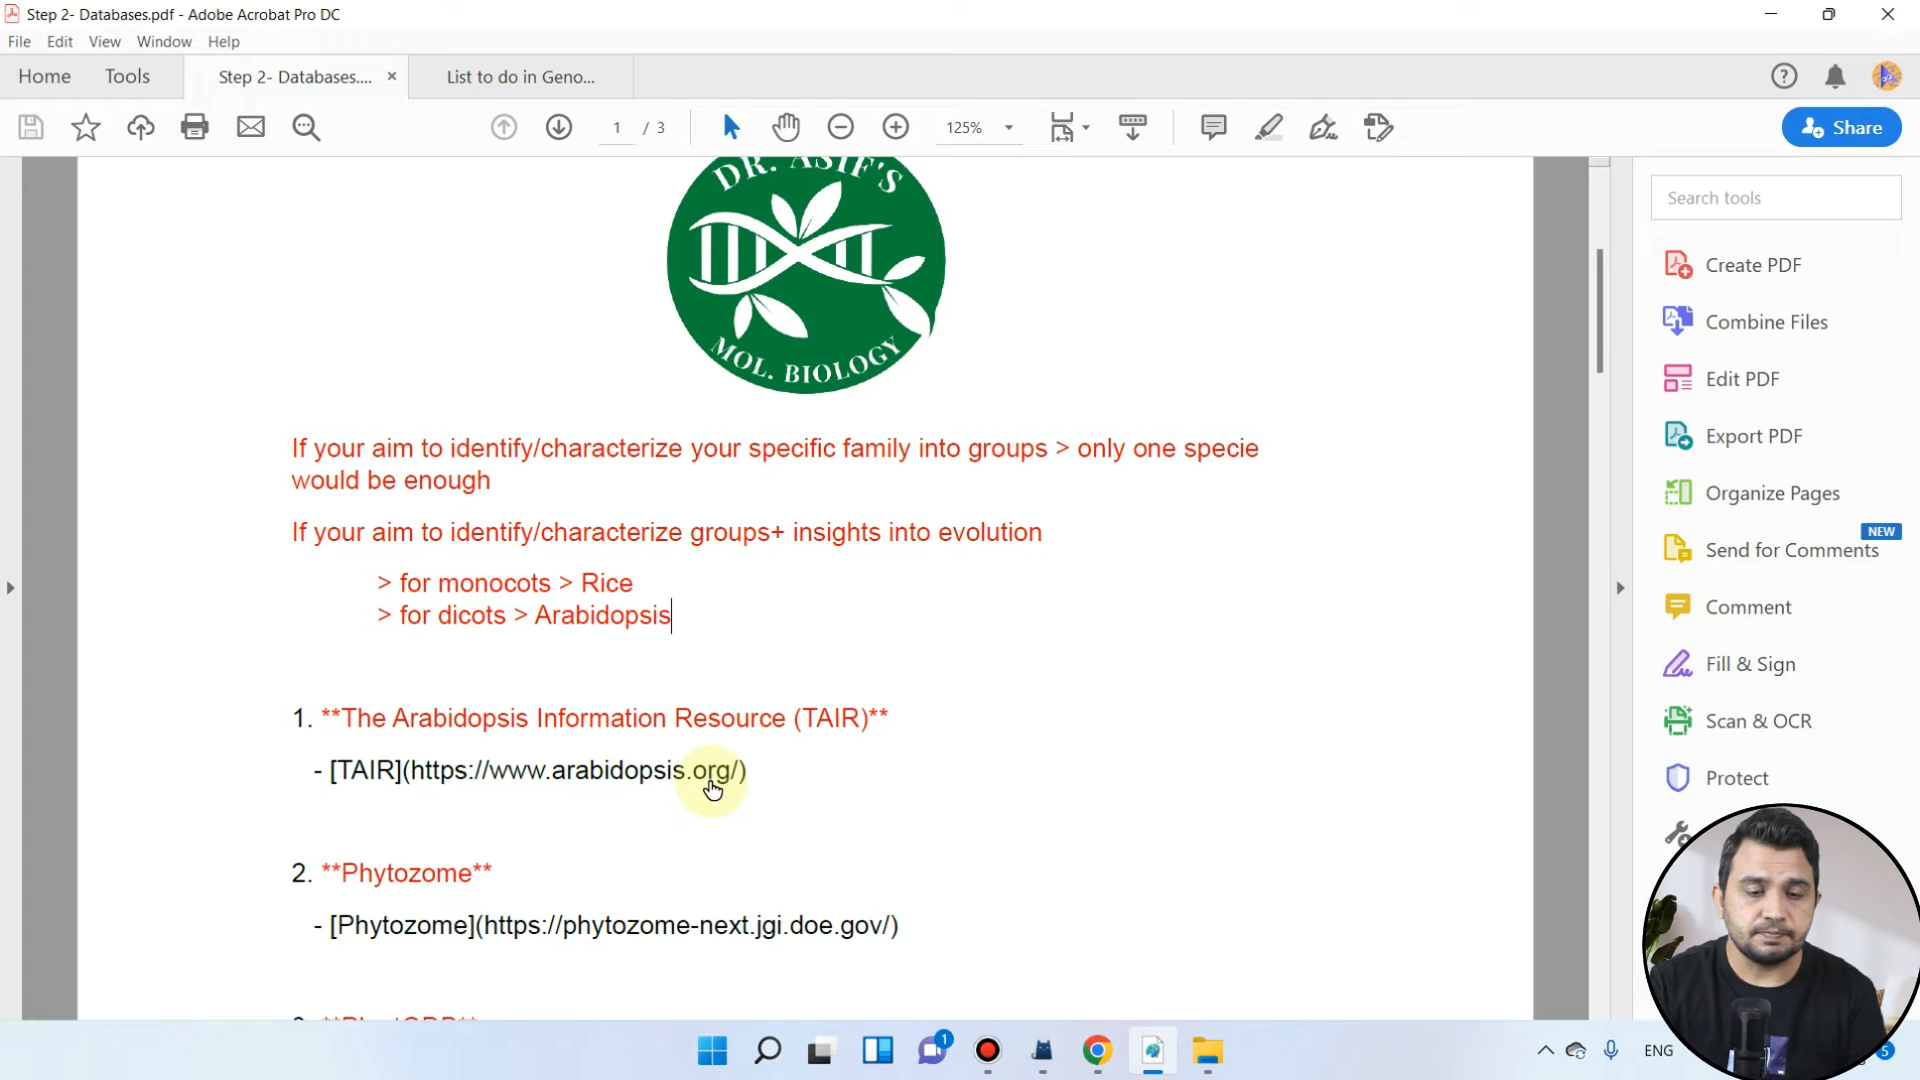 Step 2- Databases.pdf - Adobe Acrobat Pro DC
File Edit View Window Help
Home Tools Step 2- Databases.... × List to do in Geno...
1 / 3 125% Share
DR. ASIF'S
MOL. BIOLOGY
If your aim to identify/characterize your specific family into groups > only one specie
would be enough
If your aim to identify/characterize groups+ insights into evolution
> for monocots > Rice
> for dicots > Arabidopsis
1. **The Arabidopsis Information Resource (TAIR)**
- [TAIR](https://www.arabidopsis.org/)
2. **Phytozome**
- [Phytozome](https://phytozome-next.jgi.doe.gov/)
Search tools
Create PDF
Combine Files
Edit PDF
Export PDF
Organize Pages
NEW
Send for Comments
Comment
Fill & Sign
Scan & OCR
Protect
1
ENG
5